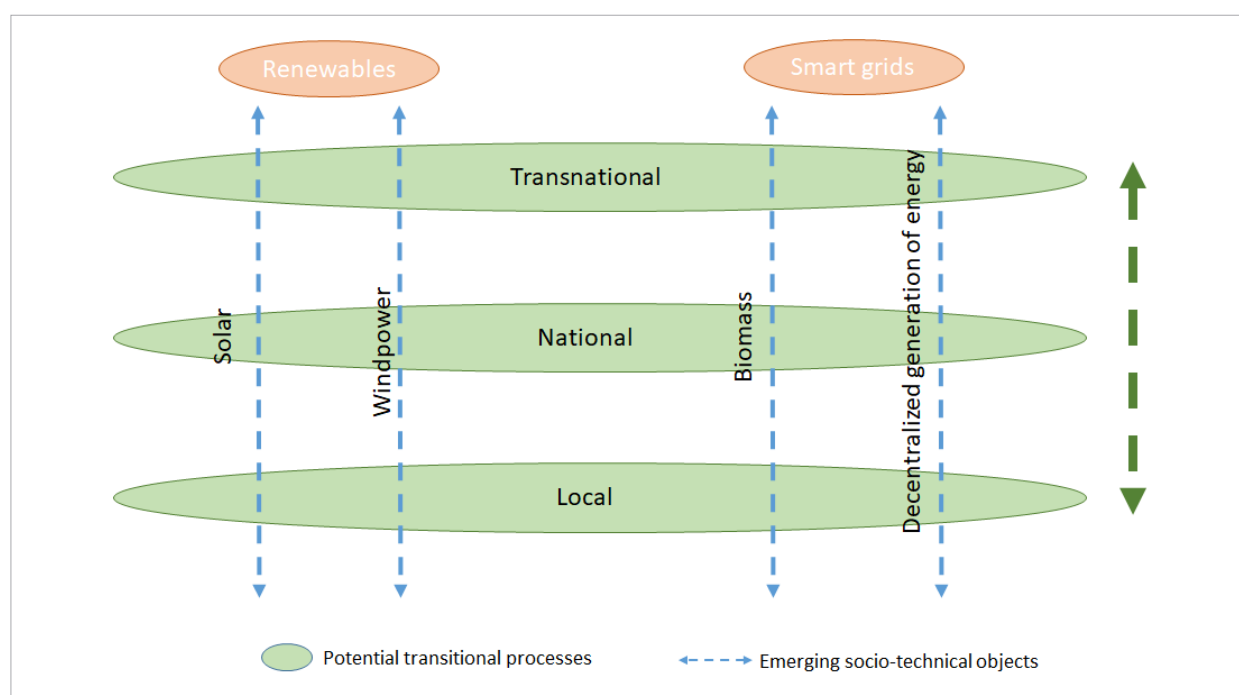 Renewables
Smart grids
Transnational
Solar
Windpower
National
Biomass
Decentralized generation of energy
Local
Potential transitional processes
Emerging socio-technical objects